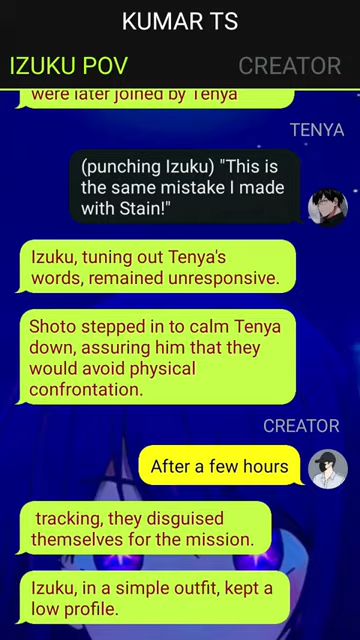 KUMAR TS
IZUKU POV
CREATOR
were later joined by Tenya
TENYA
(punching Izuku) "This is
the same mistake I made
with Stain!"
Izuku, tuning out Tenya's
words, remained unresponsive.
Shoto stepped in to calm Tenya
down, assuring him that they
would avoid physical
confrontation.
CREATOR
After a few hours
tracking, they disguised
themselves for the mission.
Izuku, in a simple outfit, kept a
low profile.